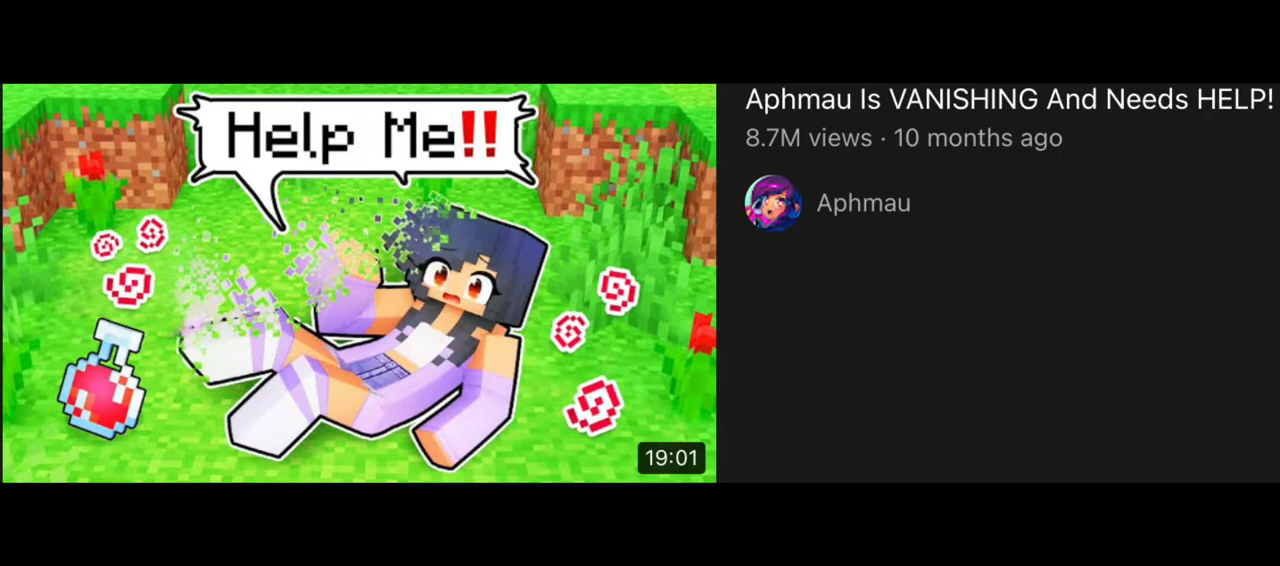 Help Me!!
19:01
Aphmau Is VANISHING And Needs HELP!
8.7M views · 10 months ago
Aphmau